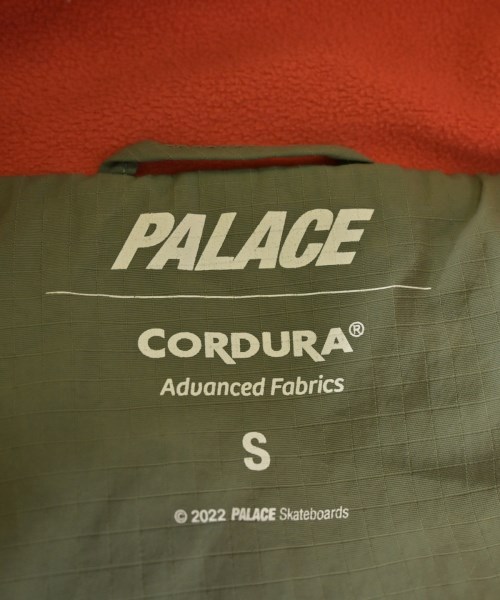 PALACE
CORDURA®
Advanced Fabrics
S
© 2022 PALACE Skateboards